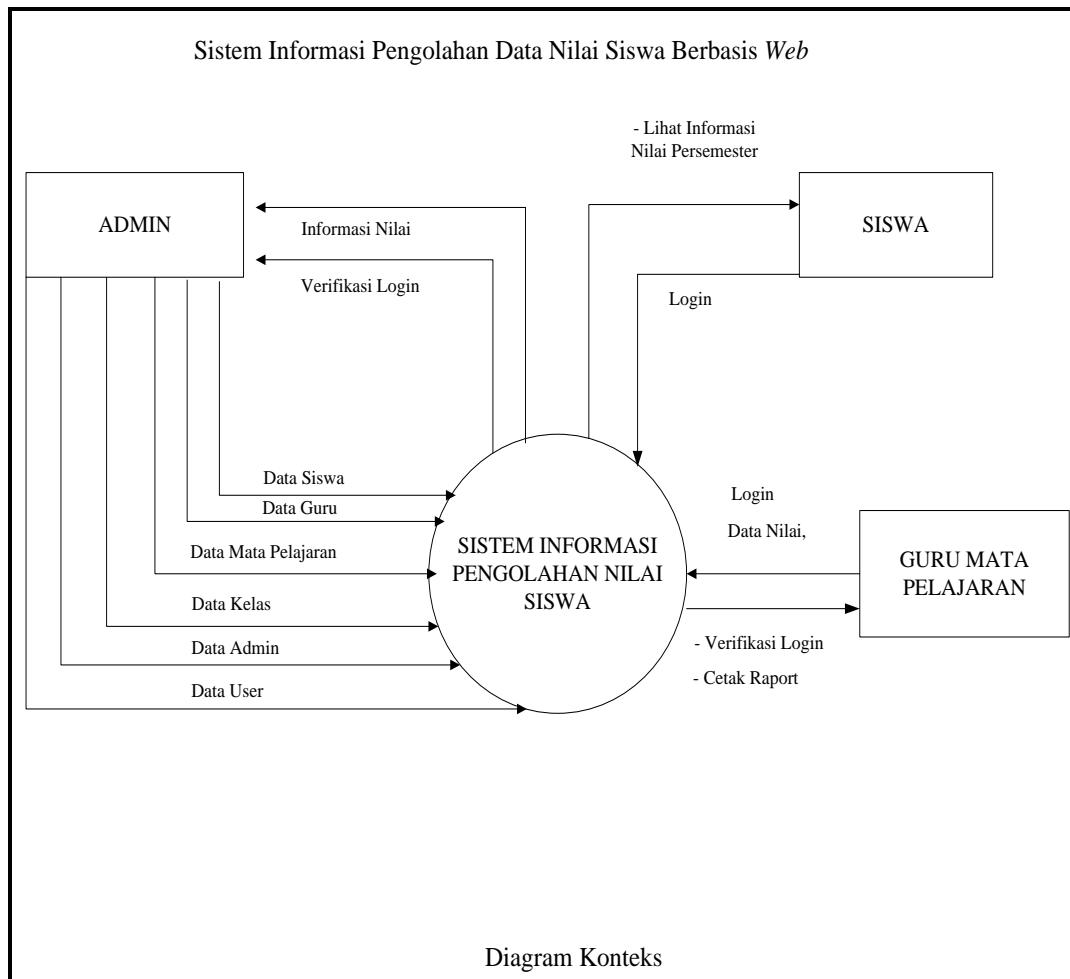 Sistem Informasi Pengolahan Data Nilai Siswa Berbasis Web
- Lihat Informasi
Nilai Persemester
ADMIN
SISWA
Informasi Nilai
Verifikasi Login
Login
Data Siswa
Data Guru
Data Mata Pelajaran
Data Kelas
Data Admin
Data User
SISTEM INFORMASI
PENGOLAHAN NILAI
SISWA
Login
Data Nilai,
GURU MATA
PELAJARAN
- Verifikasi Login
- Cetak Raport
Diagram Konteks